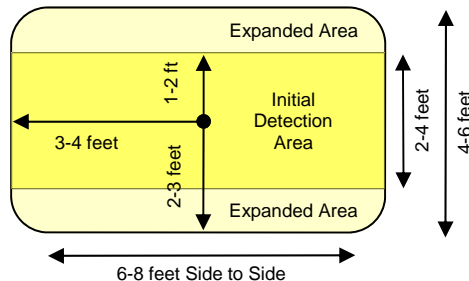 Expanded Area
1-2 ft
Initial
Detection
Area
3-4 feet
2-3 feet
2-4 feet
4-6 feet
Expanded Area
6-8 feet Side to Side